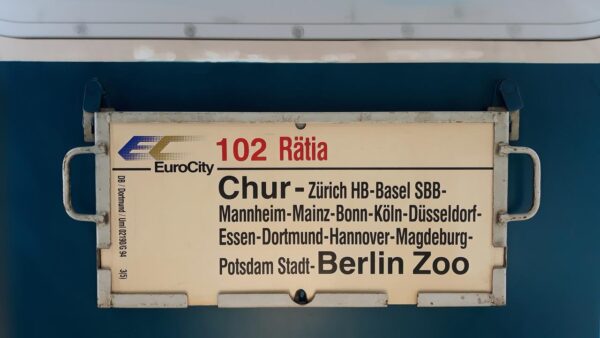 EC
EuroCity
102 Rätia
Chur-Zürich HB-Basel SBB-
Mannheim-Mainz-Bonn-Köln-Düsseldorf-
Essen-Dortmund-Hannover-Magdeburg-
Potsdam Stadt-Berlin Zoo